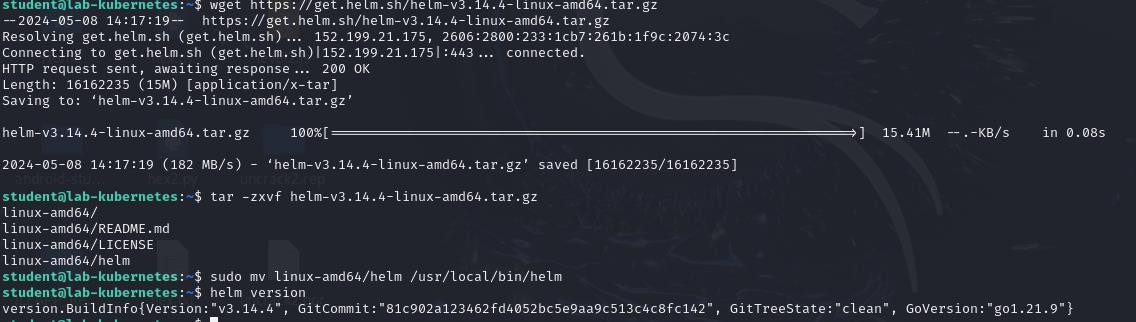 student@lab-kubernetes:~$ wget https://get.helm.sh/helm-v3.14.4-linux-amd64.tar.gz
--2024-05-08 14:17:19--  https://get.helm.sh/helm-v3.14.4-linux-amd64.tar.gz
Resolving get.helm.sh (get.helm.sh)... 152.199.21.175, 2606:2800:233:1cb7:261b:1f9c:2074:3c
Connecting to get.helm.sh (get.helm.sh)|152.199.21.175|:443... connected.
HTTP request sent, awaiting response... 200 OK
Length: 16162235 (15M) [application/x-tar]
Saving to: ‘helm-v3.14.4-linux-amd64.tar.gz’
helm-v3.14.4-linux-amd64.tar.gz     100%[=================================================================>]  15.41M  --.-KB/s    in 0.08s
2024-05-08 14:17:19 (182 MB/s) - ‘helm-v3.14.4-linux-amd64.tar.gz’ saved [16162235/16162235]
android-stu... hex2.py uncrack2.rep
student@lab-kubernetes:~$ tar -zxvf helm-v3.14.4-linux-amd64.tar.gz
linux-amd64/
linux-amd64/README.md
linux-amd64/LICENSE
linux-amd64/helm
student@lab-kubernetes:~$ sudo mv linux-amd64/helm /usr/local/bin/helm
student@lab-kubernetes:~$ helm version
version.BuildInfo{Version:"v3.14.4", GitCommit:"81c902a123462fd4052bc5e9aa9c513c4c8fc142", GitTreeState:"clean", GoVersion:"go1.21.9"}
student@lab-kubernetes:~$